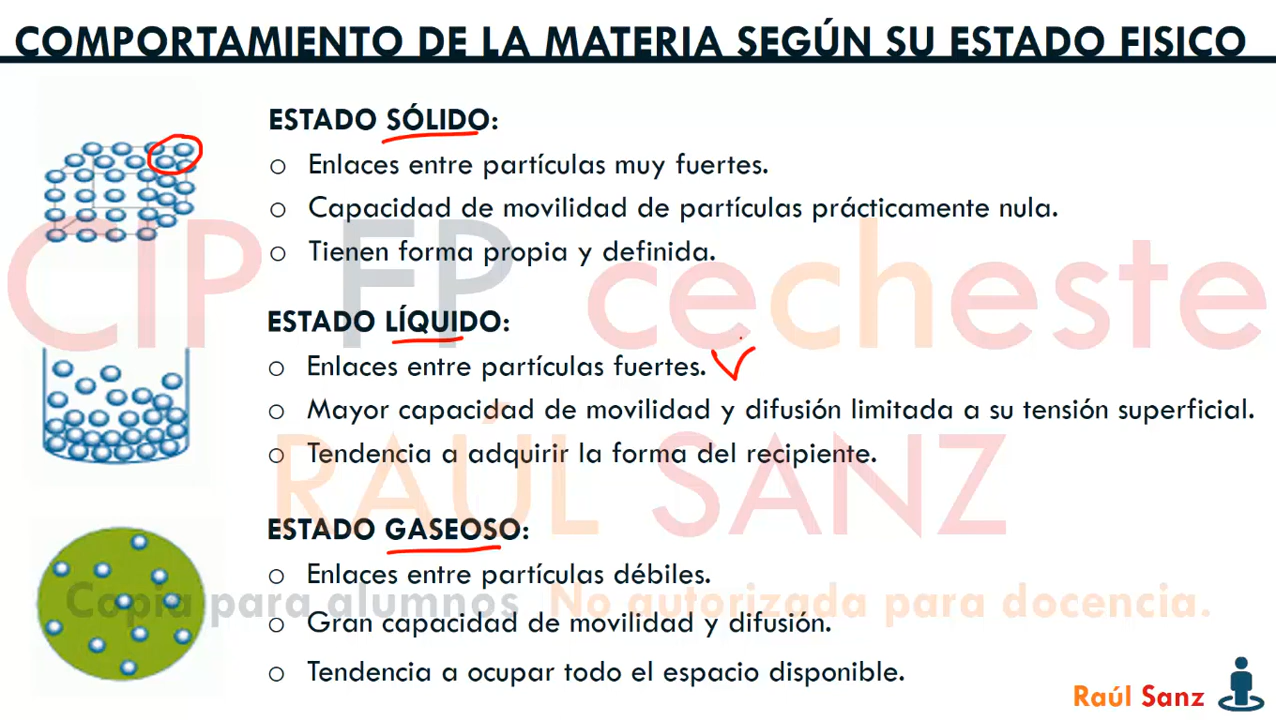 COMPORTAMIENTO DE LA MATERIA SEGÚN SU ESTADO FISICO
ESTADO SÓLIDO:
o Enlaces entre partículas muy fuertes.
o Capacidad de movilidad de partículas prácticamente nula.
o Tienen forma propia y definida.
CIP FP cecheste
ESTADO LÍQUIDO:
o Enlaces entre partículas fuertes.
o Mayor capacidad de movilidad y difusión limitada a su tensión superficial.
o Tendencia a adquirir la forma del recipiente.
RAÚL SANZ
ESTADO GASEOSO:
o Enlaces entre partículas débiles.
Copia para alumnos No autorizada para docencia.
o Gran capacidad de movilidad y difusión.
o Tendencia a ocupar todo el espacio disponible.
Raúl Sanz